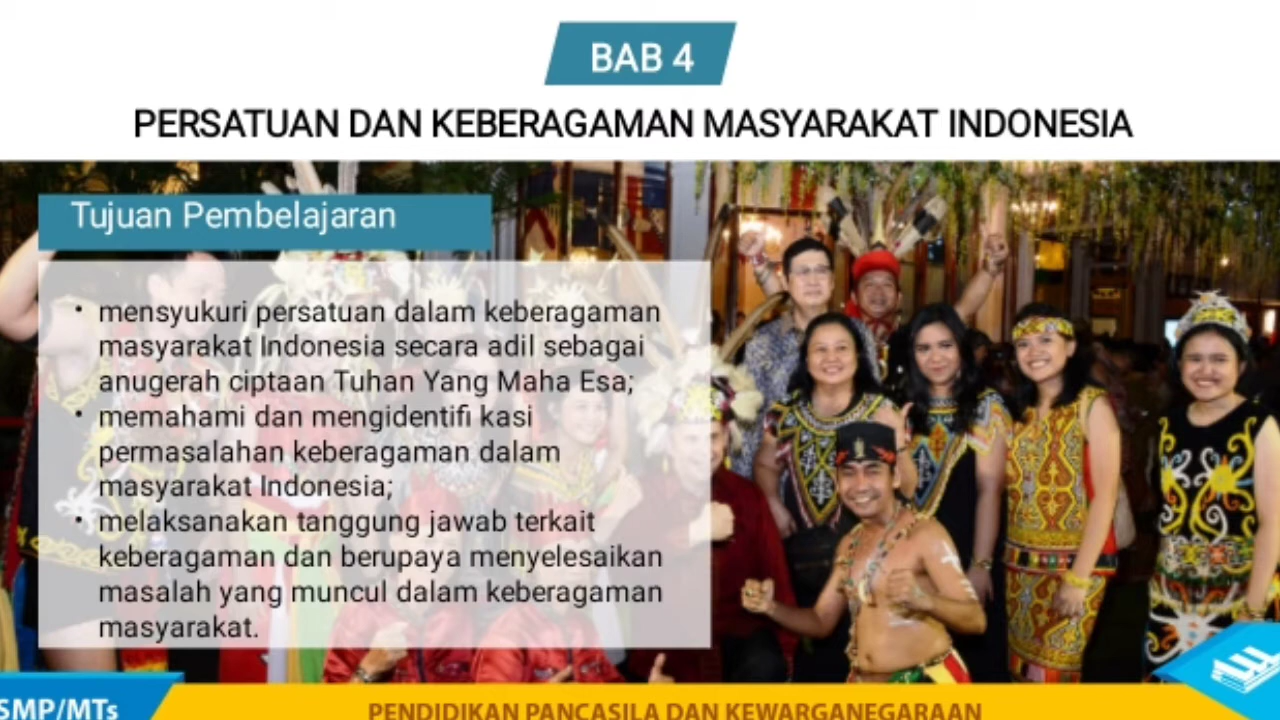 BAB 4
PERSATUAN DAN KEBERAGAMAN MASYARAKAT INDONESIA
Tujuan Pembelajaran
• mensyukuri persatuan dalam keberagaman
masyarakat Indonesia secara adil sebagai
anugerah ciptaan Tuhan Yang Maha Esa;
• memahami dan mengidentifi kasi
permasalahan keberagaman dalam
masyarakat Indonesia;
• melaksanakan tanggung jawab terkait
keberagaman dan berupaya menyelesaikan
masalah yang muncul dalam keberagaman
masyarakat.
SMP/MTs
PENDIDIKAN PANCASILA DAN KEWARGANEGARAAN